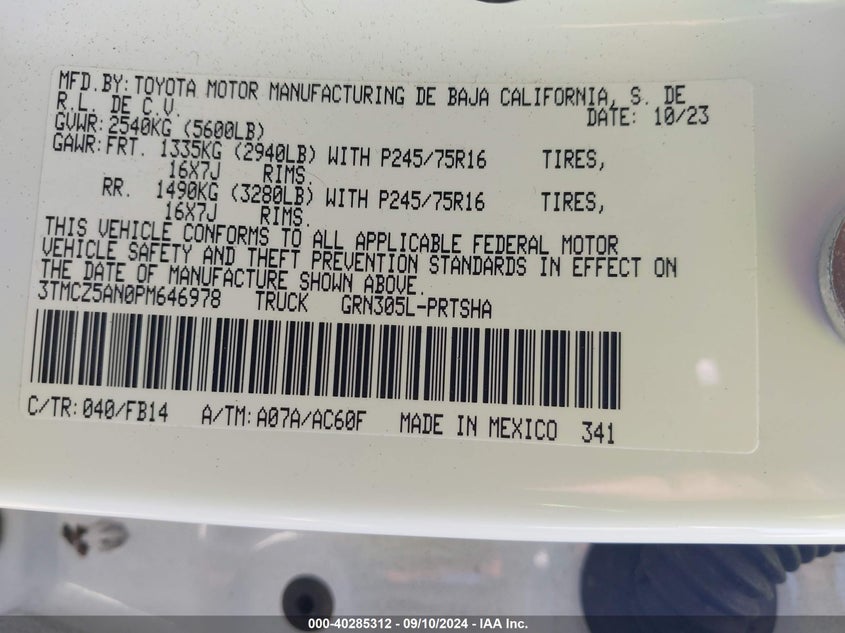 MFD.BY: TOYOTA MOTOR MANUFACTURING DE BAJA CALIFORNIA, S. DE
R.L. DE C.V. DATE: 10/23
GVWR: 2540KG (5600LB)
GAWR: FRT. 1335KG (2940LB) WITH P245/75R16 TIRES,
16X7J RIMS.
RR. 1490KG (3280LB) WITH P245/75R16 TIRES,
16X7J RIMS.
THIS VEHICLE CONFORMS TO ALL APPLICABLE FEDERAL MOTOR
VEHICLE SAFETY AND THEFT PREVENTION STANDARDS IN EFFECT ON
THE DATE OF MANUFACTURE SHOWN ABOVE.
3TMCZ5AN0PM646978 TRUCK GRN305L-PRTSHA
C/TR: 040/FB14 A/TM: A07A/AC60F MADE IN MEXICO 341
000-40285312 - 09/10/2024 - IAA Inc.